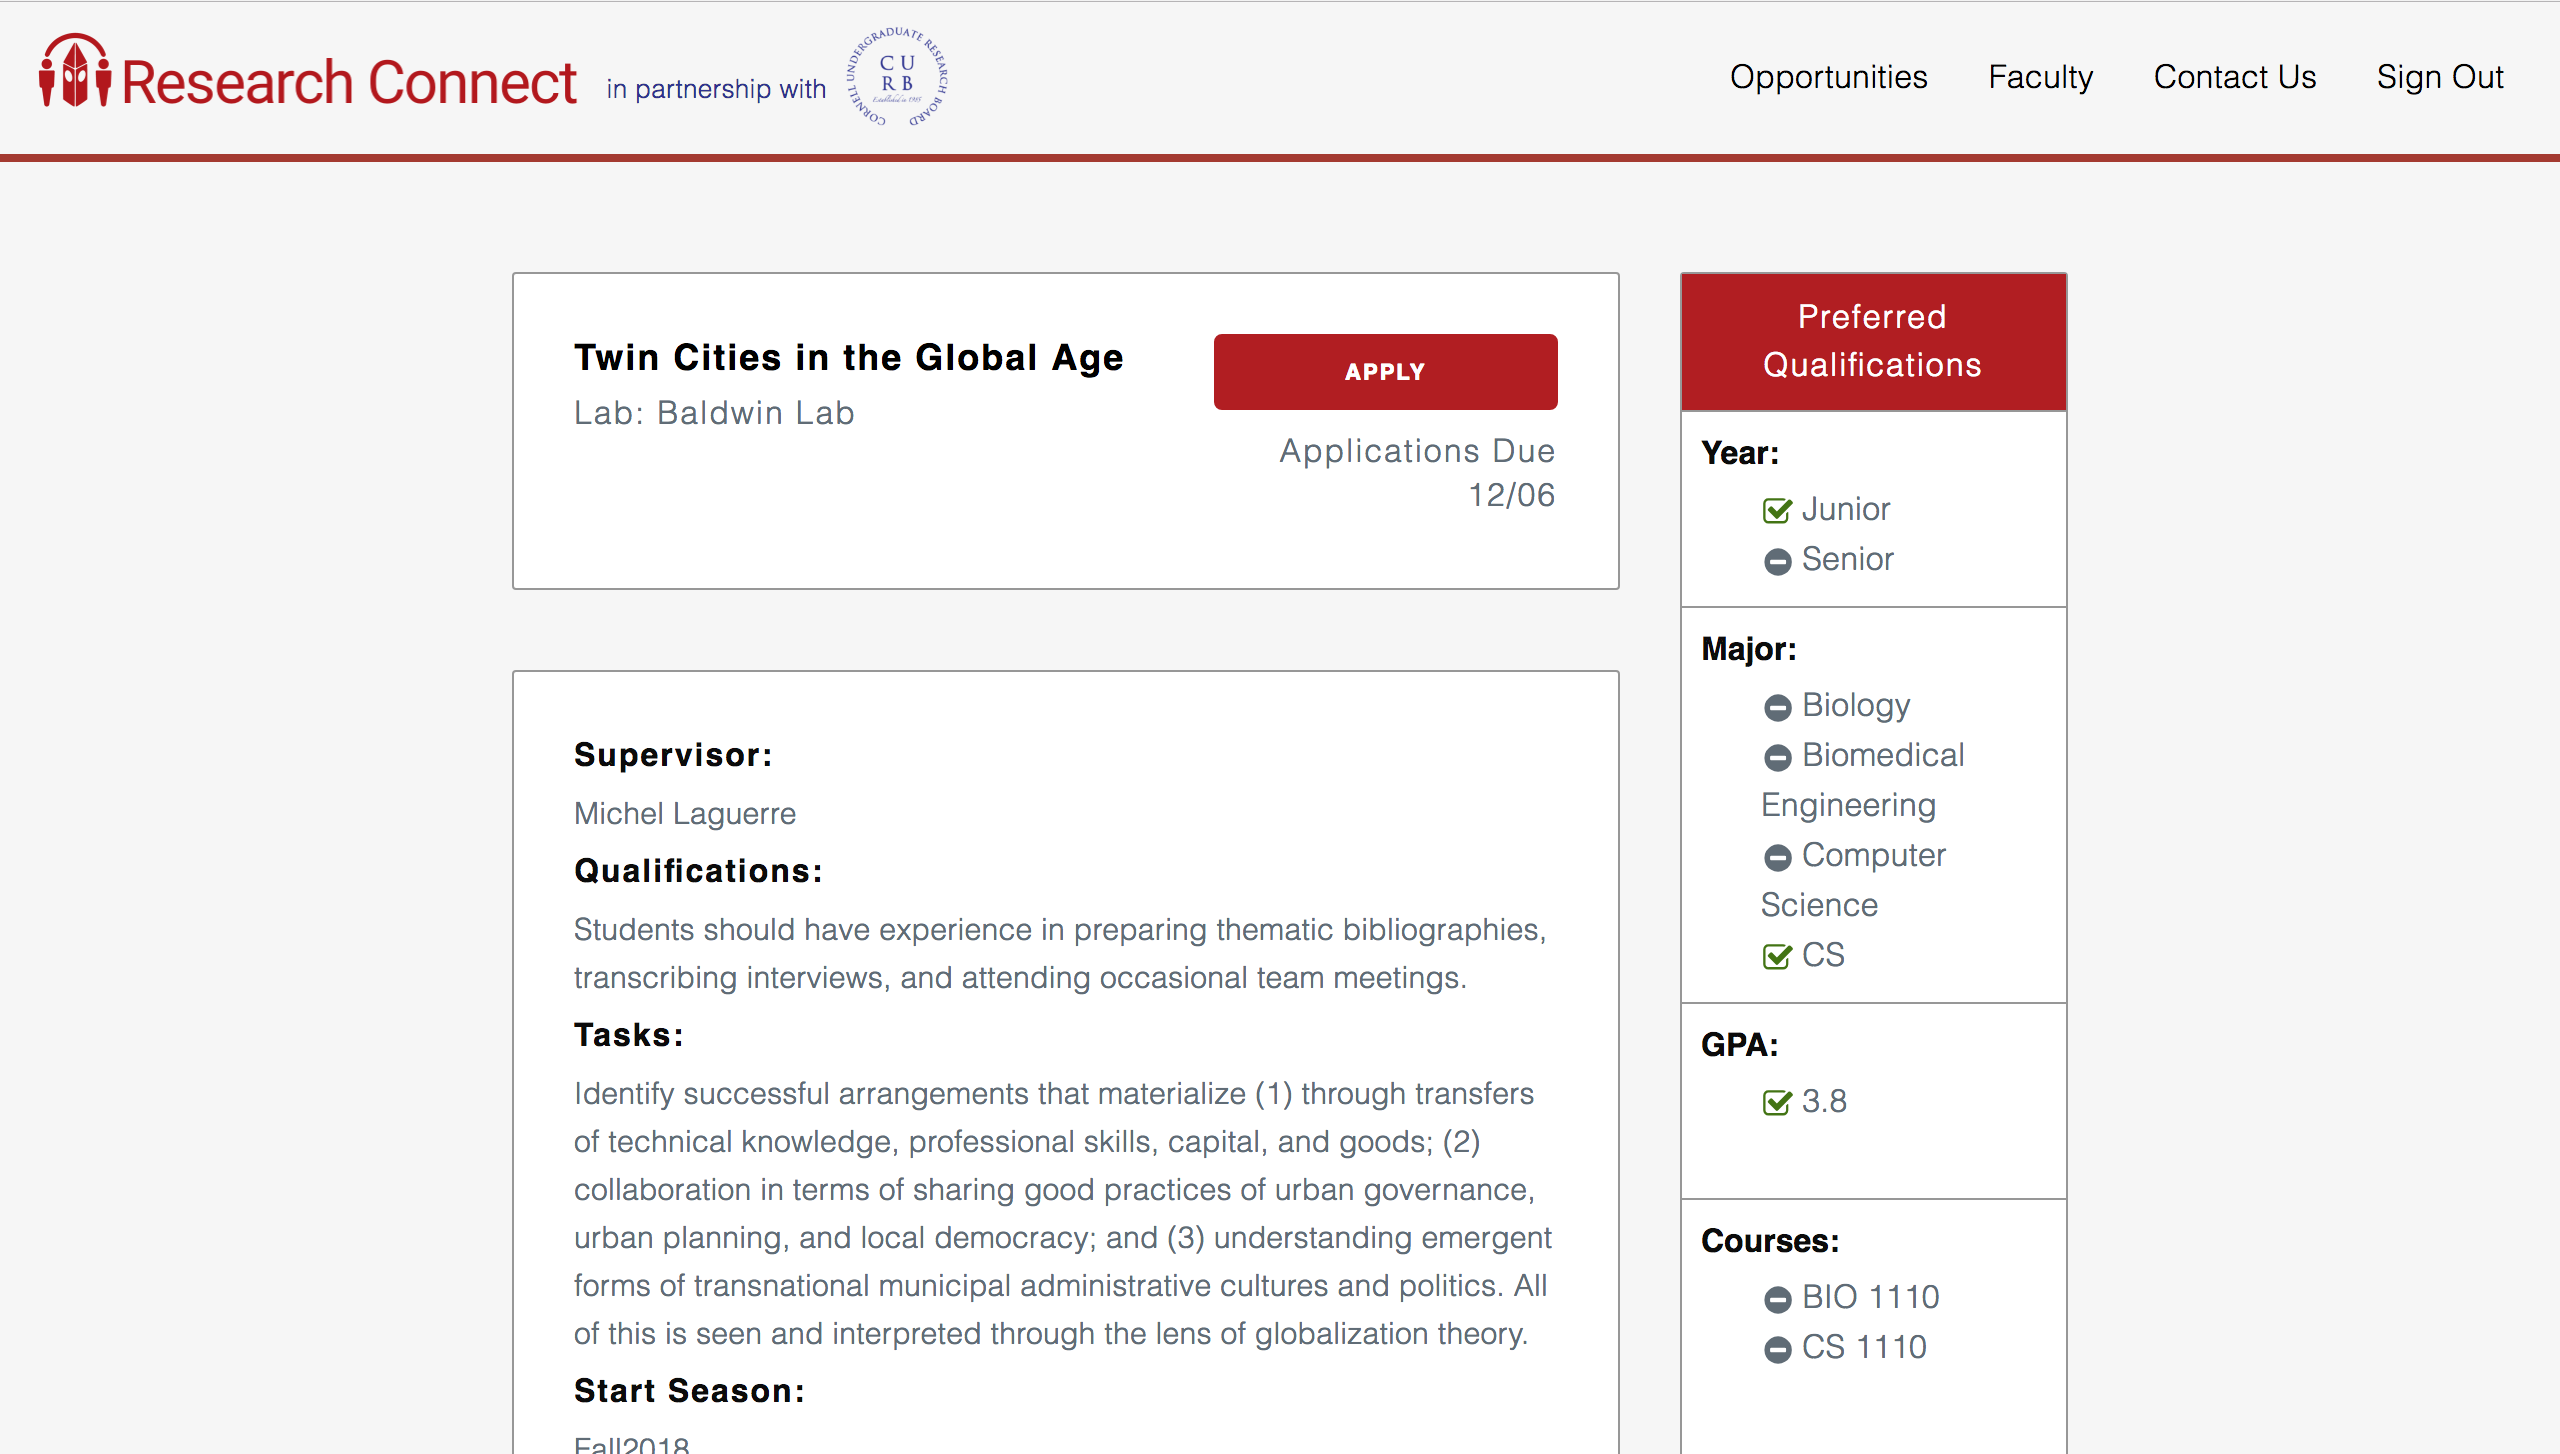 Research Connect
in partnership with
CORNELL UNDERGRADUATE RESEARCH BOARD
C U
R B
Established in 1985
Opportunities
Faculty
Contact Us
Sign Out
Twin Cities in the Global Age
Lab: Baldwin Lab
APPLY
Applications Due
12/06
Supervisor:
Michel Laguerre
Qualifications:
Students should have experience in preparing thematic bibliographies,
transcribing interviews, and attending occasional team meetings.
Tasks:
Identify successful arrangements that materialize (1) through transfers
of technical knowledge, professional skills, capital, and goods; (2)
collaboration in terms of sharing good practices of urban governance,
urban planning, and local democracy; and (3) understanding emergent
forms of transnational municipal administrative cultures and politics. All
of this is seen and interpreted through the lens of globalization theory.
Start Season:
Fall2018
Preferred
Qualifications
Year:
Junior
Senior
Major:
Biology
Biomedical
Engineering
Computer
Science
CS
GPA:
3.8
Courses:
BIO 1110
CS 1110